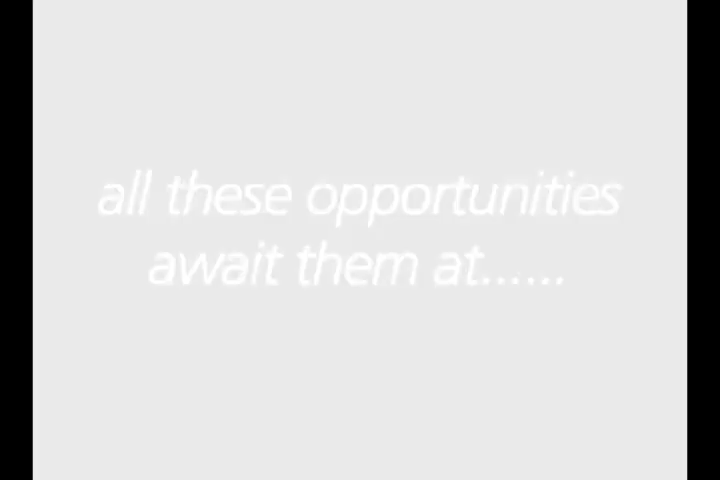 all these opportunities
await them at......